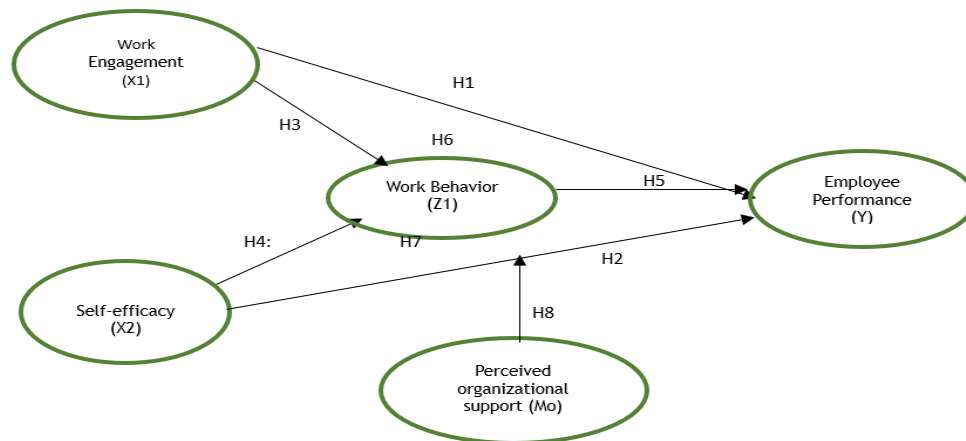 Work
Engagement
(X1)
H1
H3
H6
Work Behavior
(Z1)
H5
Employee
Performance
(Y)
H4:
H7
H2
Self-efficacy
(X2)
H8
Perceived
organizational
support (Mo)